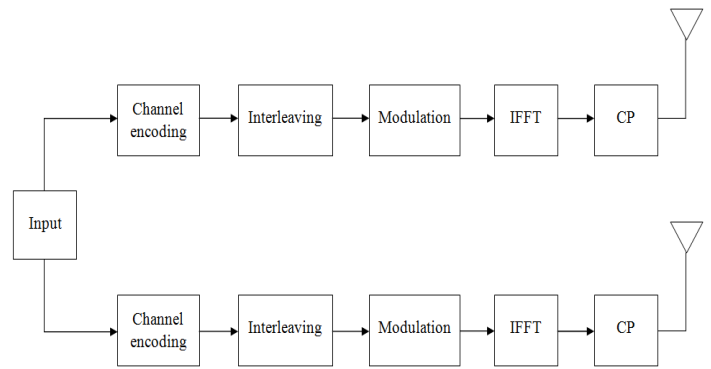 Channel
encoding
Interleaving
Modulation
IFFT
CP
Input
Channel
encoding
Interleaving
Modulation
IFFT
CP